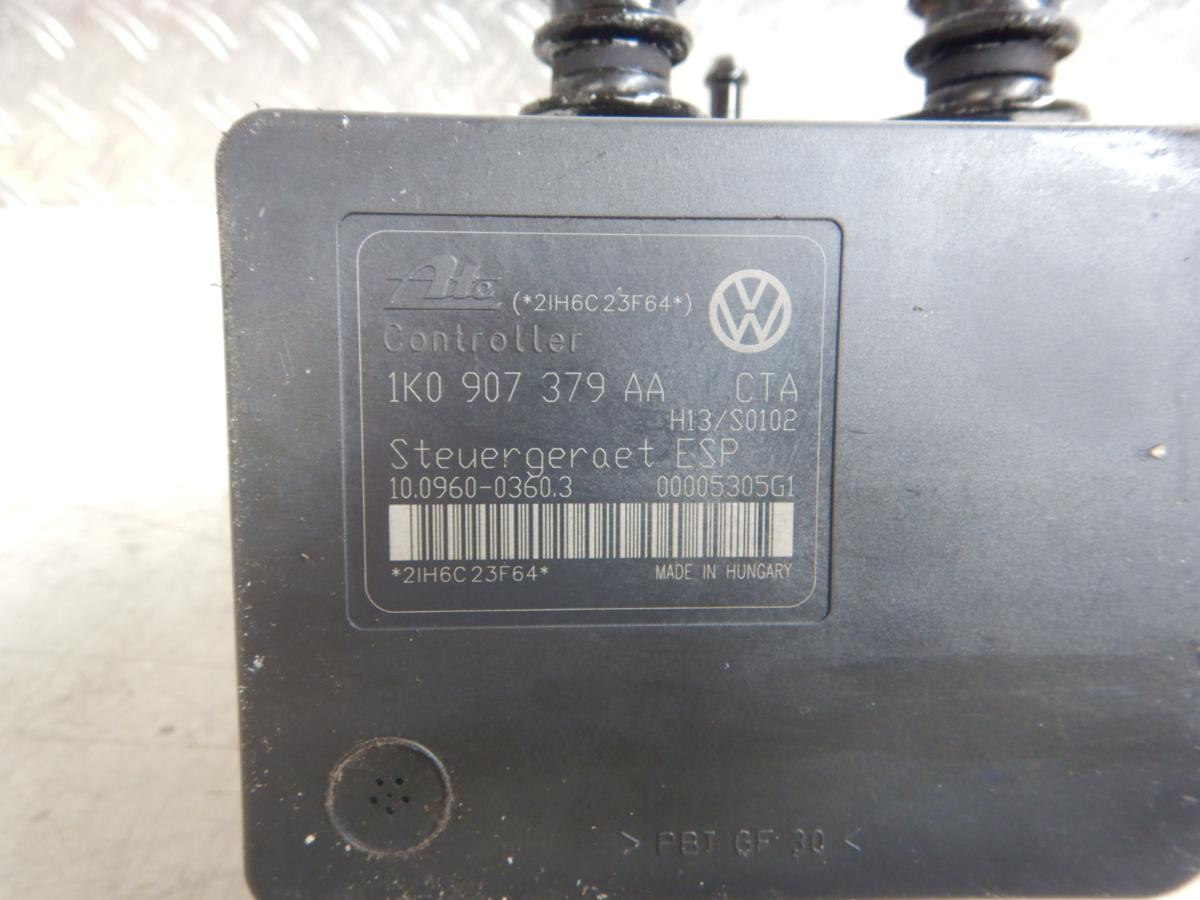 Ate (*2IH6C23F64*)
Controller
1K0 907 379 AA CTA
H13/S0102
Steuergeraet ESP
10.0960-0360.3 00005305G1
*2IH6C23F64* MADE IN HUNGARY
> PBT GF 30 <